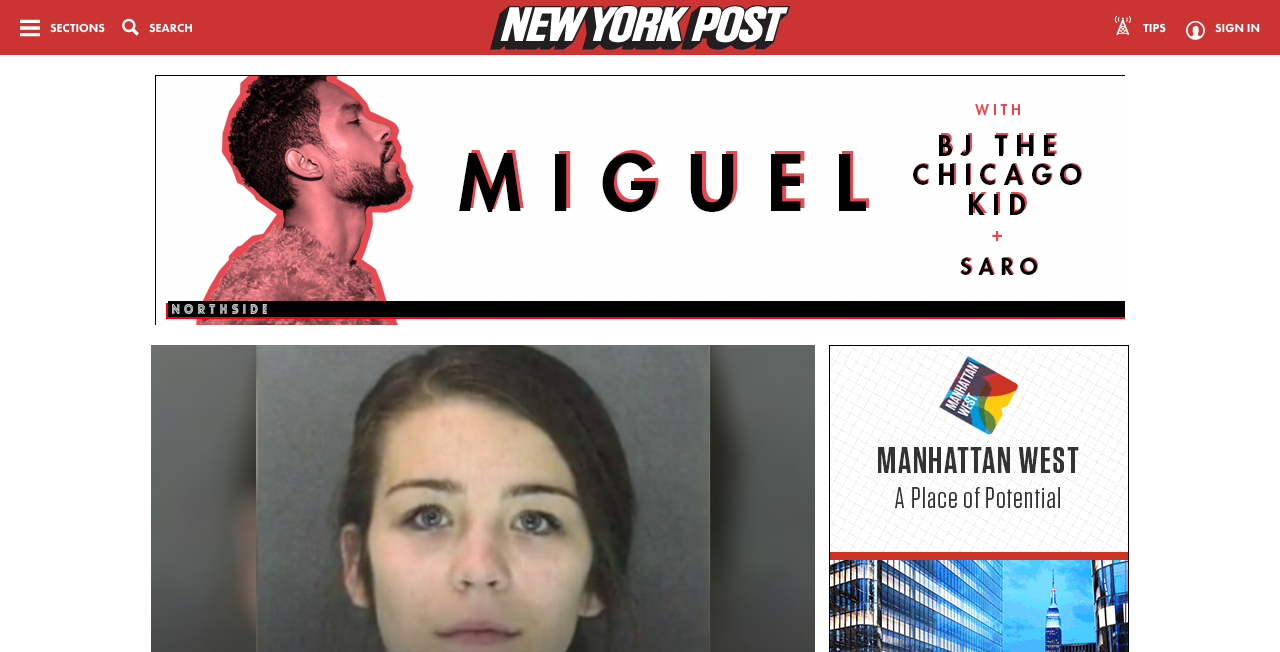 SECTIONS
SEARCH
NEW YORK POST
TIPS
SIGN IN
MIGUEL
WITH
BJ THE
CHICAGO
KID
+
SARO
NORTHSIDE
MANHATTAN
WEST
MANHATTAN WEST
A Place of Potential